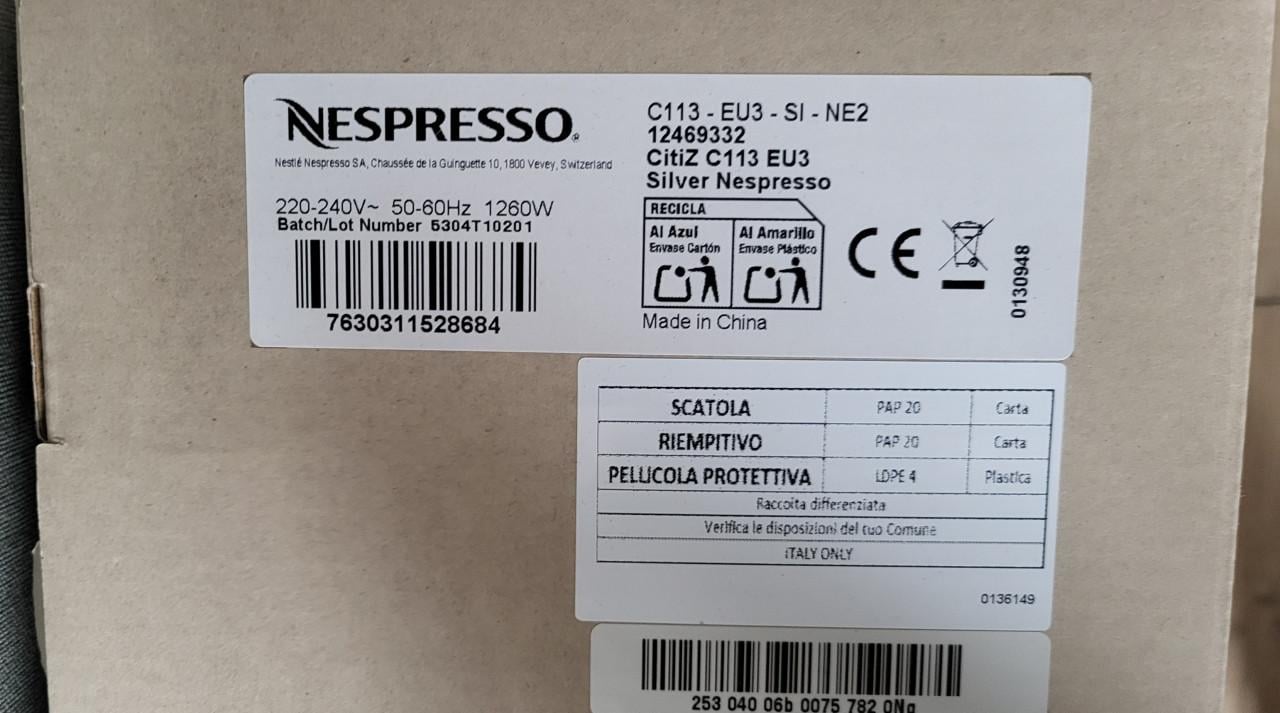 NESPRESSO®
Nestlé Nespresso SA, Chaussée de la Guinguette 10, 1800 Vevey, Switzerland
220-240V~ 50-60Hz 1260W
Batch/Lot Number 5304T10201
7630311528684
C113 - EU3 - SI - NE2
12469332
CitiZ C113 EU3
Silver Nespresso
RECICLA
Al Azul
Envase Cartón
Al Amarillo
Envase Plástico
Made in China
CE
0130948
SCATOLA PAP 20 Carta
RIEMPITIVO PAP 20 Carta
PELLICOLA PROTETTIVA LDPE 4 Plastica
Raccolta differenziata
Verifica le disposizioni del tuo Comune
ITALY ONLY
0136149
253 040 06b 0075 782 0Ng